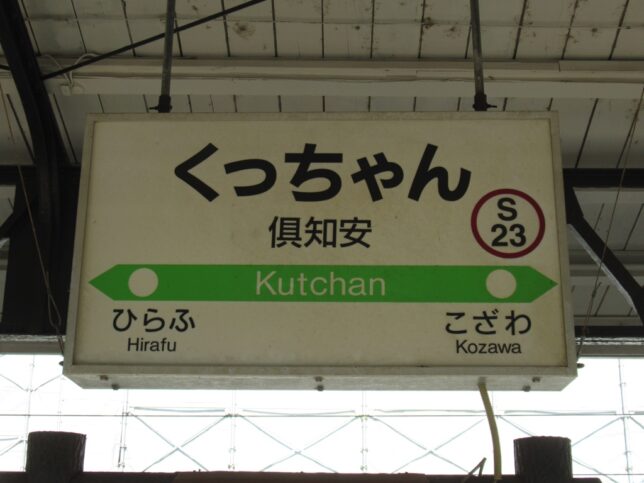 くっちゃん
倶知安
S
23
Kutchan
ひらふ
Hirafu
こざわ
Kozawa